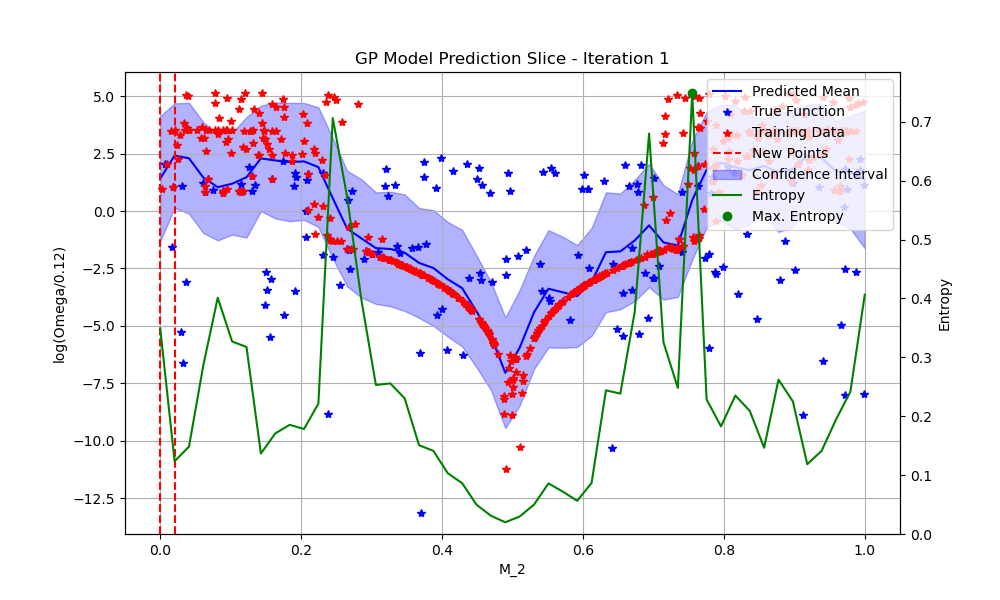 GP Model Prediction Slice - Iteration 1
5.0
2.5
0.0
−2.5
−5.0
−7.5
−10.0
−12.5
log(Omega/0.12)
0.0
0.2
0.4
0.6
0.8
1.0
M_2
0.7
0.6
0.5
0.4
0.3
0.2
0.1
0.0
Entropy
Predicted Mean
True Function
Training Data
New Points
Confidence Interval
Entropy
Max. Entropy